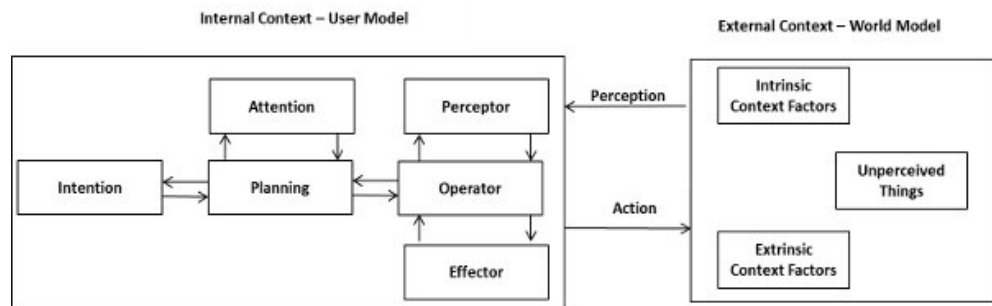 Internal Context – User Model
External Context – World Model
Attention
Perceptor
Perception
Intrinsic
Context Factors
Intention
Planning
Operator
Unperceived
Things
Action
Effector
Extrinsic
Context Factors